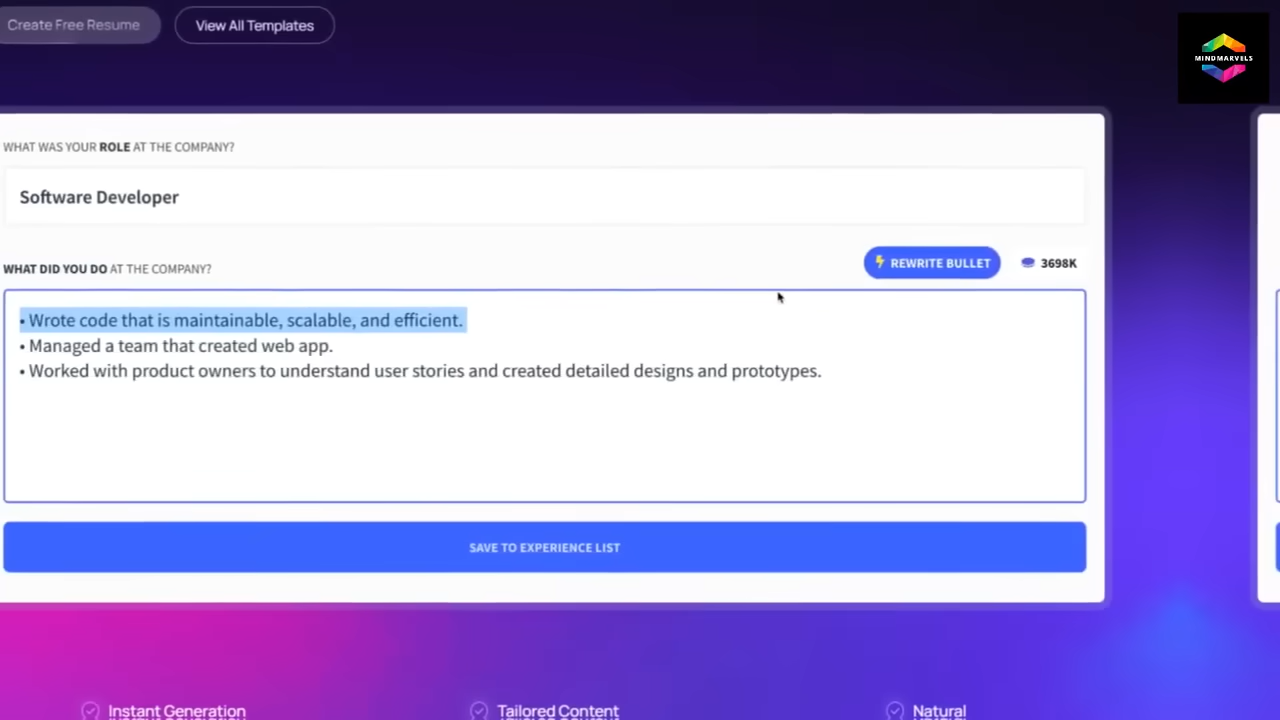 Create Free Resume
View All Templates
MINDMARVELS
WHAT WAS YOUR ROLE AT THE COMPANY?
Software Developer
WHAT DID YOU DO AT THE COMPANY?
REWRITE BULLET
3698K
• Wrote code that is maintainable, scalable, and efficient.
• Managed a team that created web app.
• Worked with product owners to understand user stories and created detailed designs and prototypes.
SAVE TO EXPERIENCE LIST
Instant Generation
Tailored Content
Natural